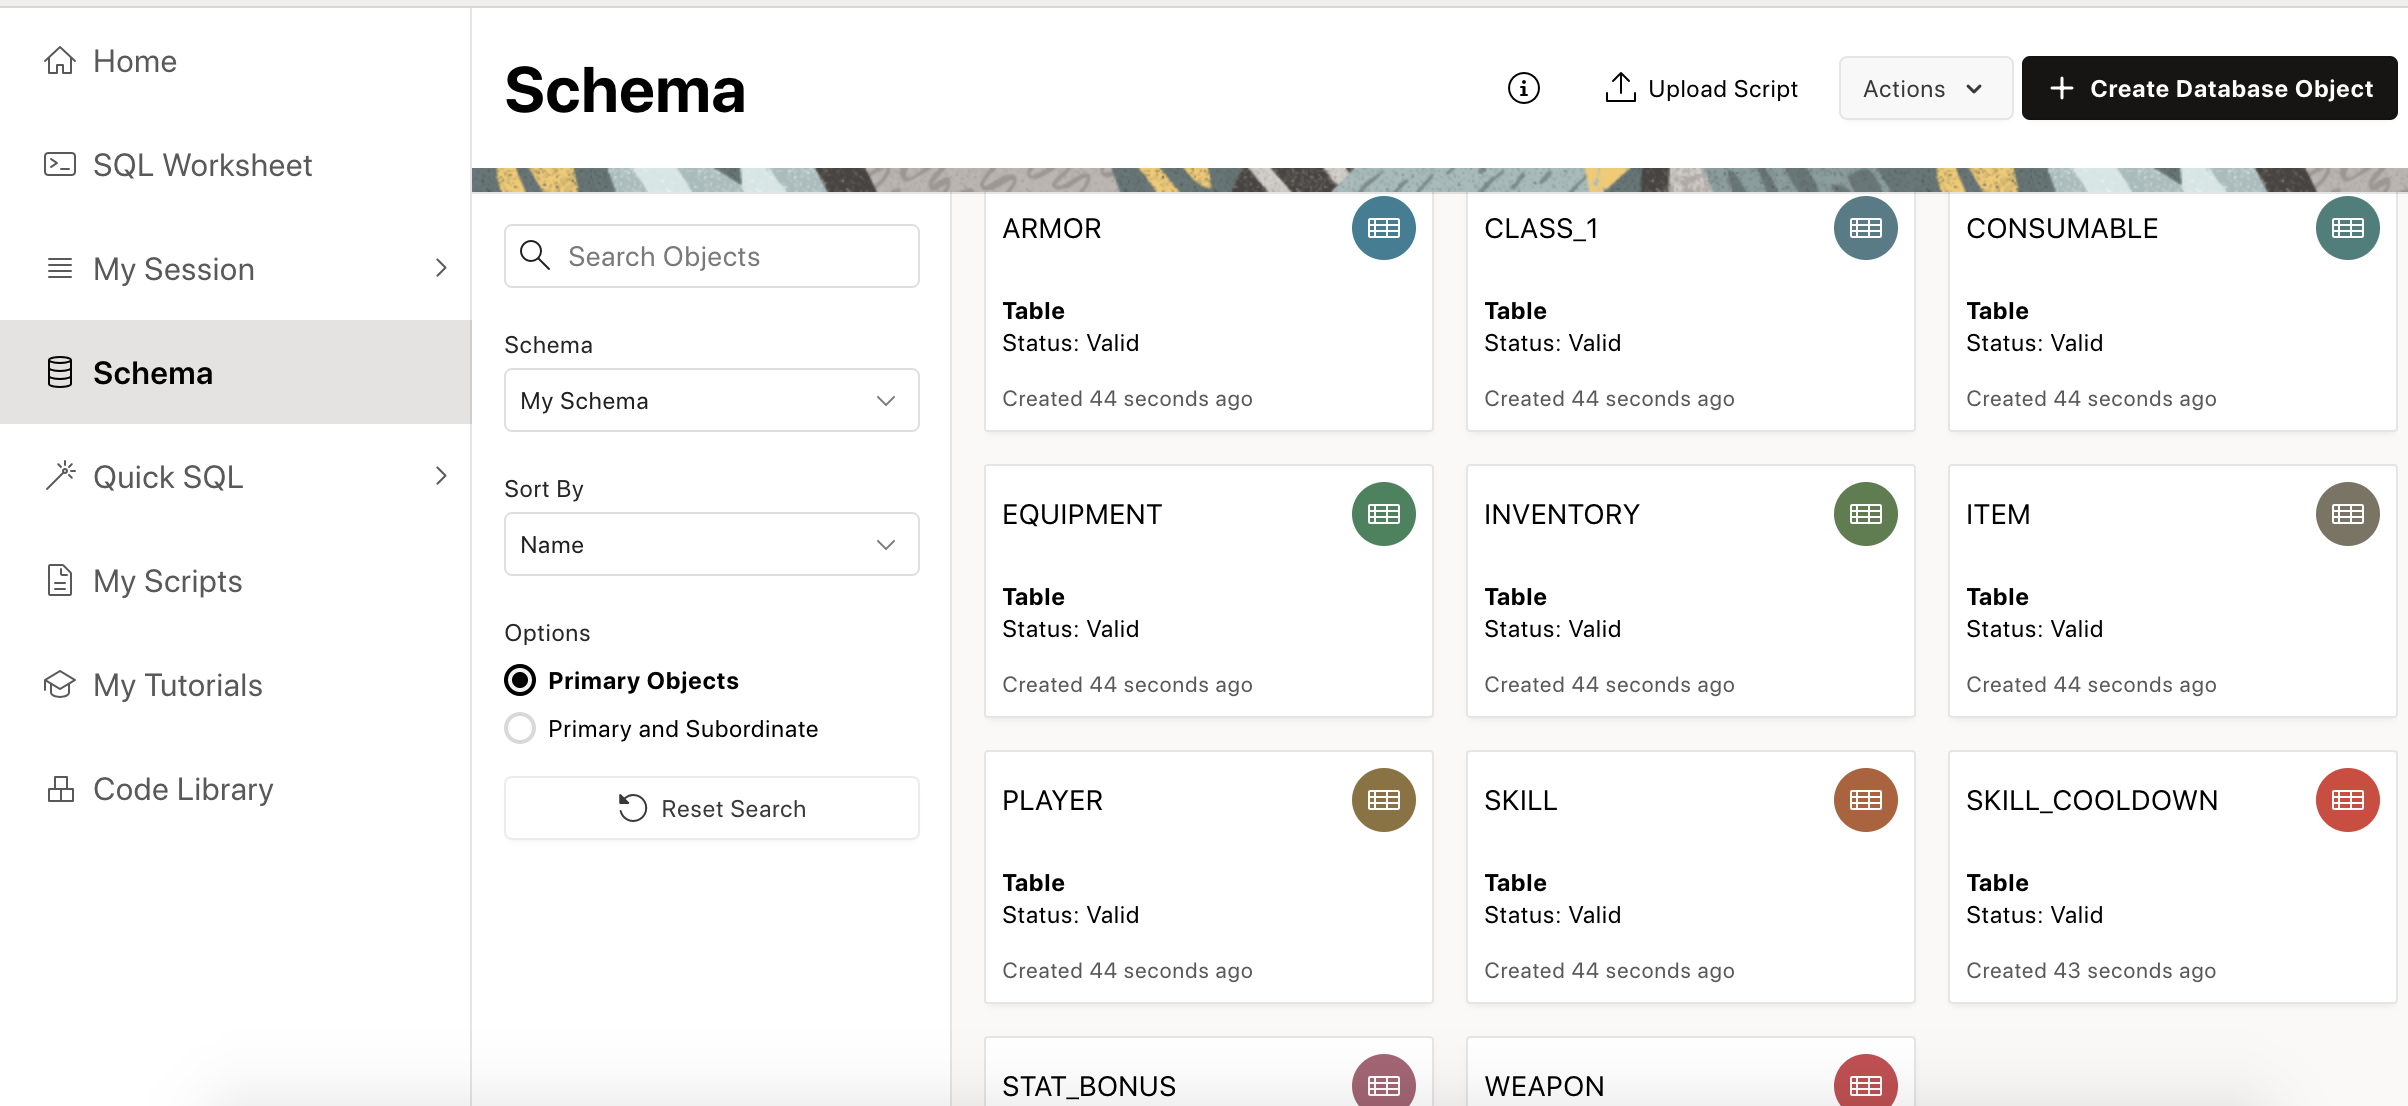 Home
SQL Worksheet
My Session
Schema
Quick SQL
My Scripts
My Tutorials
Code Library
Schema
Upload Script
Actions
Create Database Object
Search Objects
Schema
My Schema
Sort By
Name
Options
Primary Objects
Primary and Subordinate
Reset Search
ARMOR
Table
Status: Valid
Created 44 seconds ago
CLASS_1
Table
Status: Valid
Created 44 seconds ago
CONSUMABLE
Table
Status: Valid
Created 44 seconds ago
EQUIPMENT
Table
Status: Valid
Created 44 seconds ago
INVENTORY
Table
Status: Valid
Created 44 seconds ago
ITEM
Table
Status: Valid
Created 44 seconds ago
PLAYER
Table
Status: Valid
Created 44 seconds ago
SKILL
Table
Status: Valid
Created 44 seconds ago
SKILL_COOLDOWN
Table
Status: Valid
Created 43 seconds ago
STAT_BONUS
WEAPON